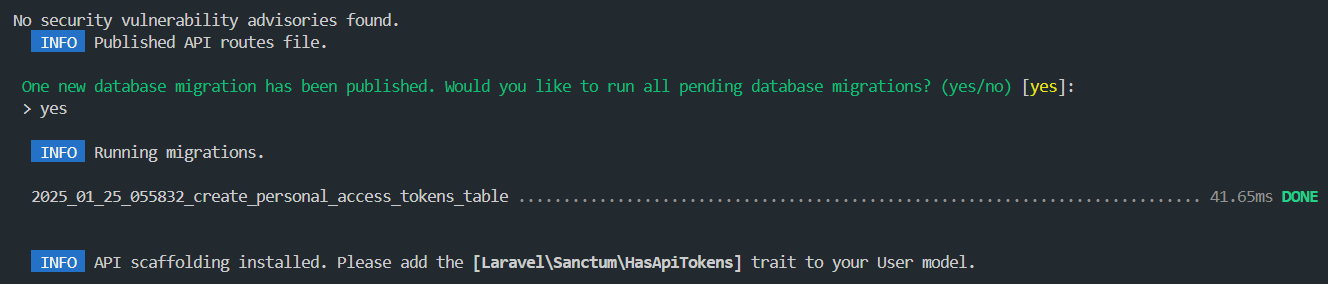 No security vulnerability advisories found.
INFO Published API routes file.
One new database migration has been published. Would you like to run all pending database migrations? (yes/no) [yes]:
> yes
INFO Running migrations.
2025_01_25_055832_create_personal_access_tokens_table ............................................................................ 41.65ms DONE
INFO API scaffolding installed. Please add the [Laravel\Sanctum\HasApiTokens] trait to your User model.